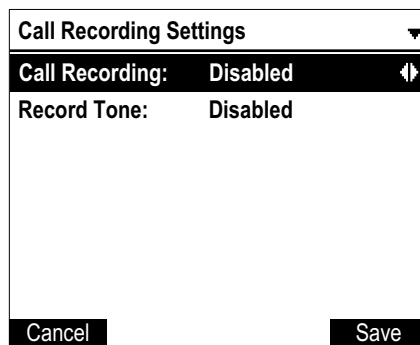 Call Recording Settings
Call Recording: Disabled
Record Tone: Disabled
Cancel Save